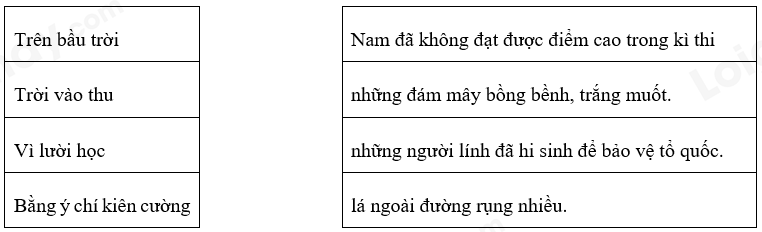 Trên bầu trời
Nam đã không đạt được điểm cao trong kì thi
Trời vào thu
những đám mây bồng bềnh, trắng muốt.
Vì lười học
những người lính đã hi sinh để bảo vệ tổ quốc.
Bằng ý chí kiên cường
lá ngoài đường rụng nhiều.